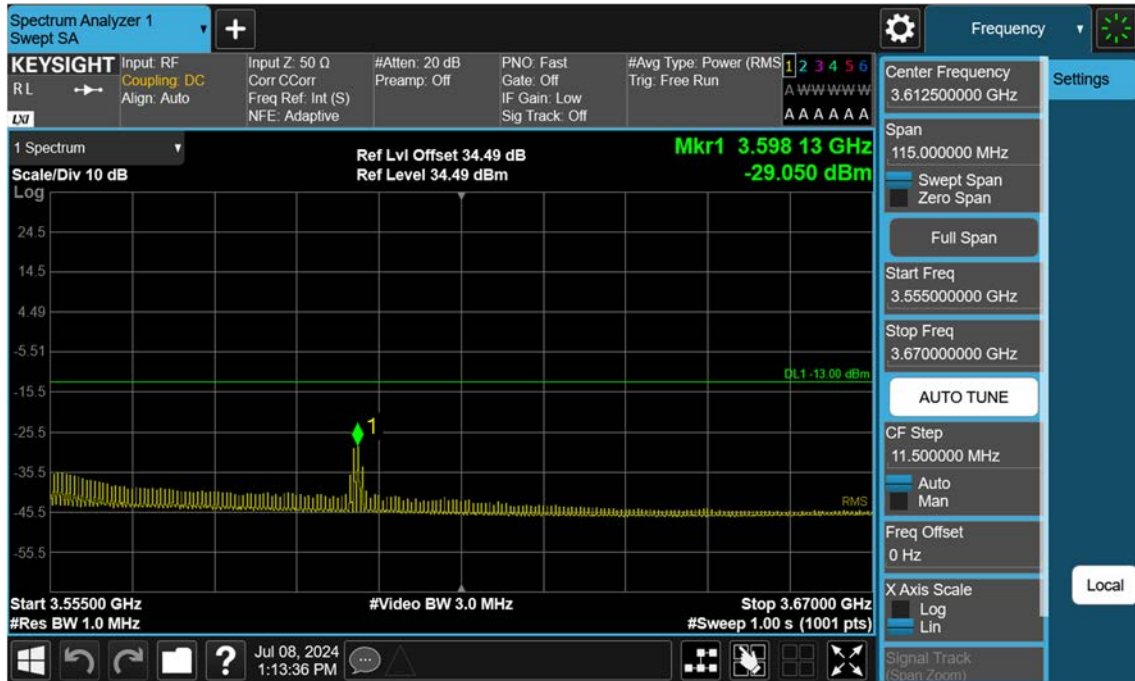 Spectrum Analyzer 1
Swept SA
+
Frequency
KEYSIGHT
R L
LXI
Input: RF
Coupling: DC
Align: Auto
Input Z: 50 Ω
Corr CCorr
Freq Ref: Int (S)
NFE: Adaptive
#Atten: 20 dB
Preamp: Off
PNO: Fast
Gate: Off
IF Gain: Low
Sig Track: Off
#Avg Type: Power (RMS
Trig: Free Run
1 2 3 4 5 6
A W W W W W
A A A A A A
1 Spectrum
Scale/Div 10 dB
Ref Lvl Offset 34.49 dB
Ref Level 34.49 dBm
Mkr1 3.598 13 GHz
-29.050 dBm
Log
24.5
14.5
4.49
-5.51
DL1 -13.00 dBm
-15.5
1
-25.5
-35.5
RMS
-45.5
-55.5
Start 3.55500 GHz
#Video BW 3.0 MHz
Stop 3.67000 GHz
#Res BW 1.0 MHz
#Sweep 1.00 s (1001 pts)
Center Frequency
3.612500000 GHz
Span
115.000000 MHz
Swept Span
Zero Span
Full Span
Start Freq
3.555000000 GHz
Stop Freq
3.670000000 GHz
AUTO TUNE
CF Step
11.500000 MHz
Auto
Man
Freq Offset
0 Hz
X Axis Scale
Log
Lin
Signal Track
(Span Zoom)
Settings
Local
?
Jul 08, 2024
1:13:36 PM